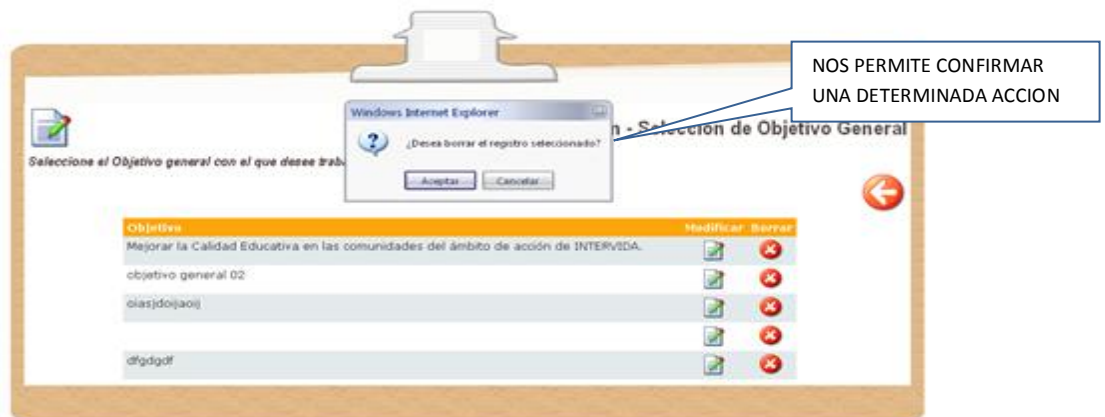 NOS PERMITE CONFIRMAR
UNA DETERMINADA ACCION
Windows Internet Explorer
n - Selección de Objetivo General
¿Desea borrar el registro seleccionado?
Seleccione el Objetivo general con el que desee trab
Aceptar Cancelar
Objetivo Modificar Borrar
Mejorar la Calidad Educativa en las comunidades del ámbito de acción de INTERVIDA.
objetivo general 02
oiasjdoijaoij
dfgdgdf